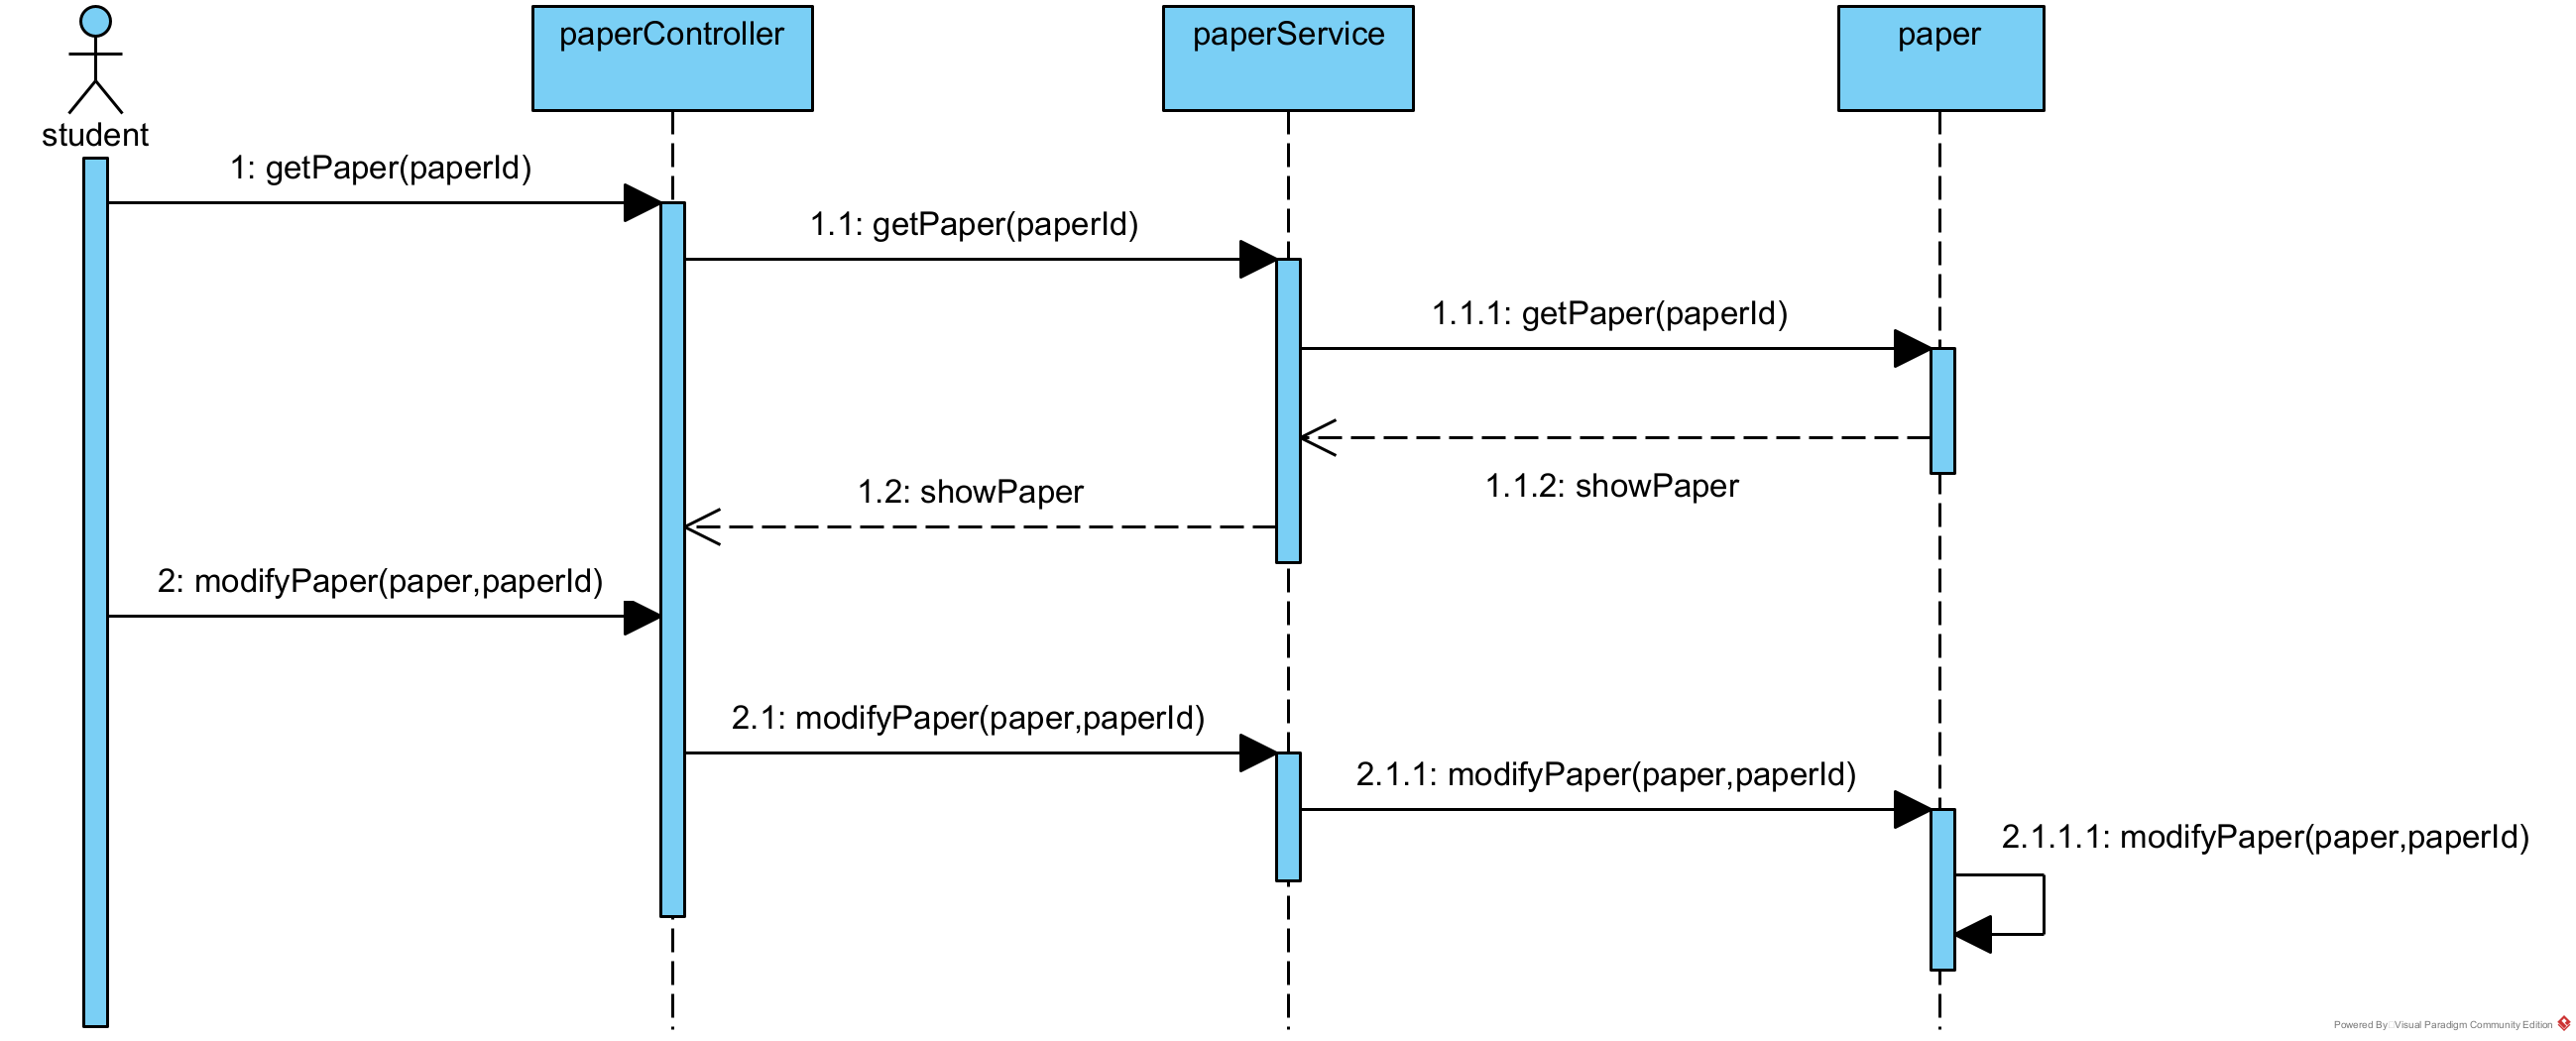 paperController
paperService
paper
student
1: getPaper(paperId)
1.1: getPaper(paperId)
1.1.1: getPaper(paperId)
1.1.2: showPaper
1.2: showPaper
2: modifyPaper(paper,paperId)
2.1: modifyPaper(paper,paperId)
2.1.1: modifyPaper(paper,paperId)
2.1.1.1: modifyPaper(paper,paperId)
Powered By Visual Paradigm Community Edition